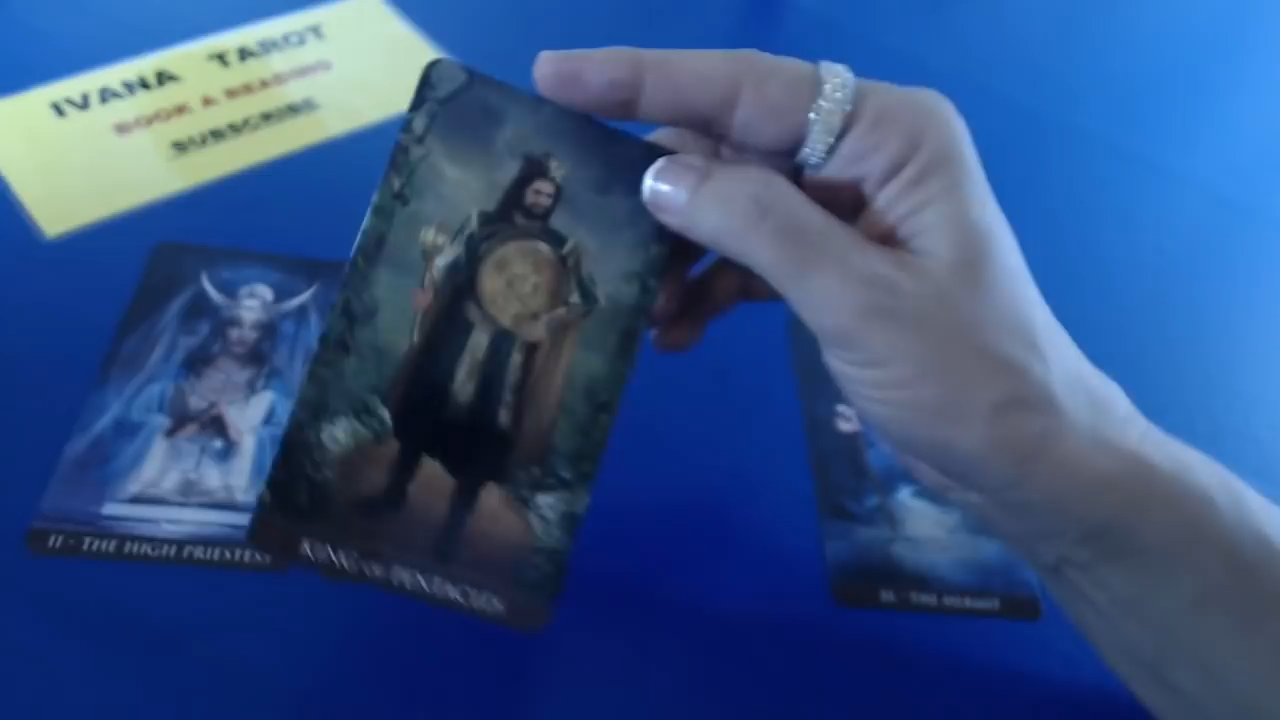 IVANA TAROT
BOOK A READING
SUBSCRIBE
II - THE HIGH PRIESTESS
KING OF PENTACLES
IX - THE HERMIT